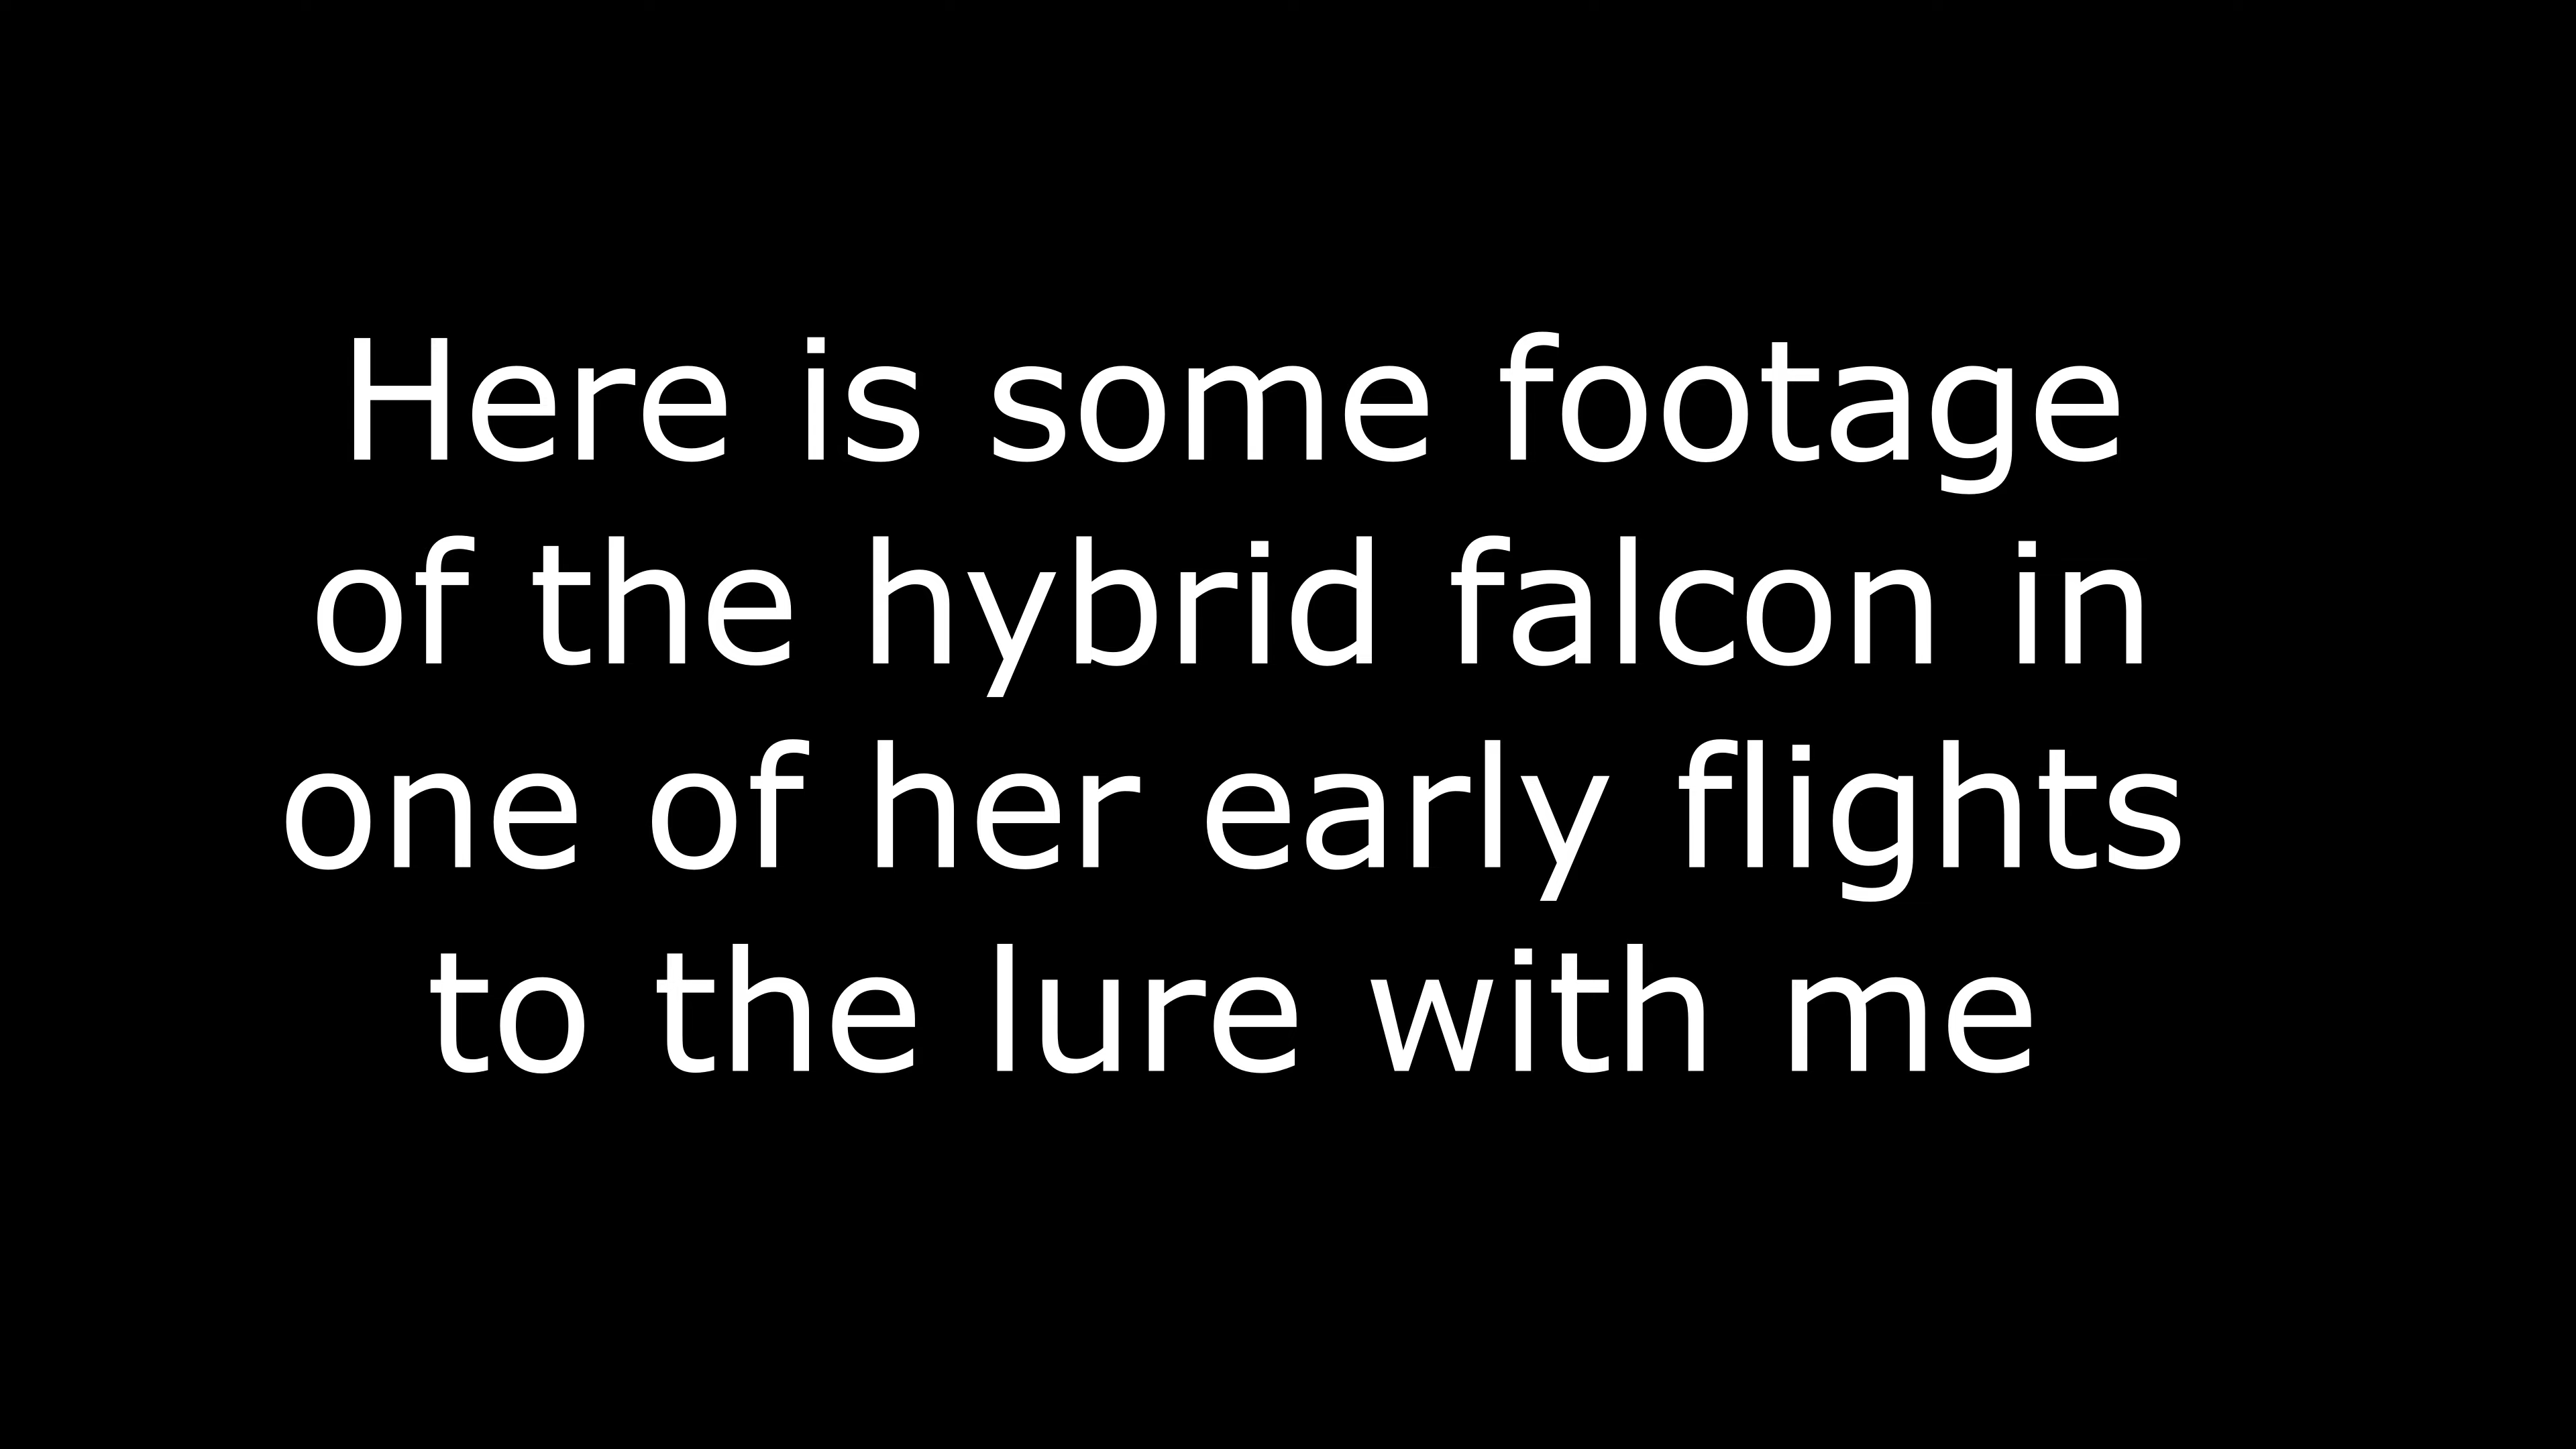 Here is some footage
of the hybrid falcon in
one of her early flights
to the lure with me